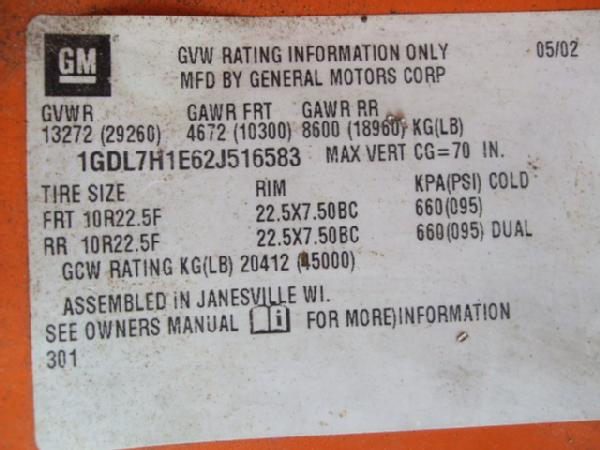 GM
GVW RATING INFORMATION ONLY 05/02
MFD BY GENERAL MOTORS CORP
GVWR GAWR FRT GAWR RR
13272 (29260) 4672 (10300) 8600 (18960) KG(LB)
1GDL7H1E62J516583 MAX VERT CG=70 IN.
TIRE SIZE RIM KPA(PSI) COLD
FRT 10R22.5F 22.5X7.50BC 660(095)
RR 10R22.5F 22.5X7.50BC 660(095) DUAL
GCW RATING KG(LB) 20412 (45000)
ASSEMBLED IN JANESVILLE WI.
SEE OWNERS MANUAL i FOR MORE)INFORMATION
301